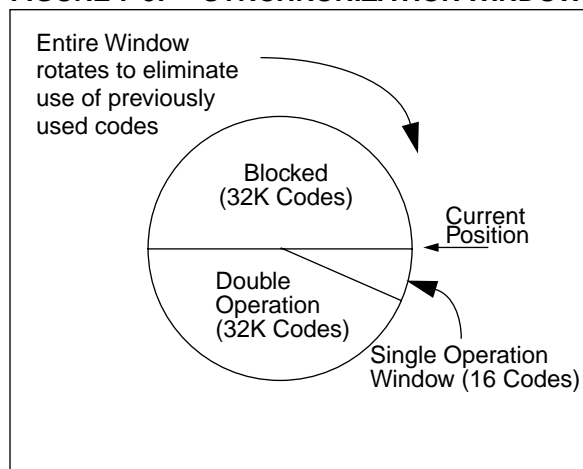 Entire Window
rotates to eliminate
use of previously
used codes
Blocked
(32K Codes)
Current
Position
Double
Operation
(32K Codes)
Single Operation
Window (16 Codes)